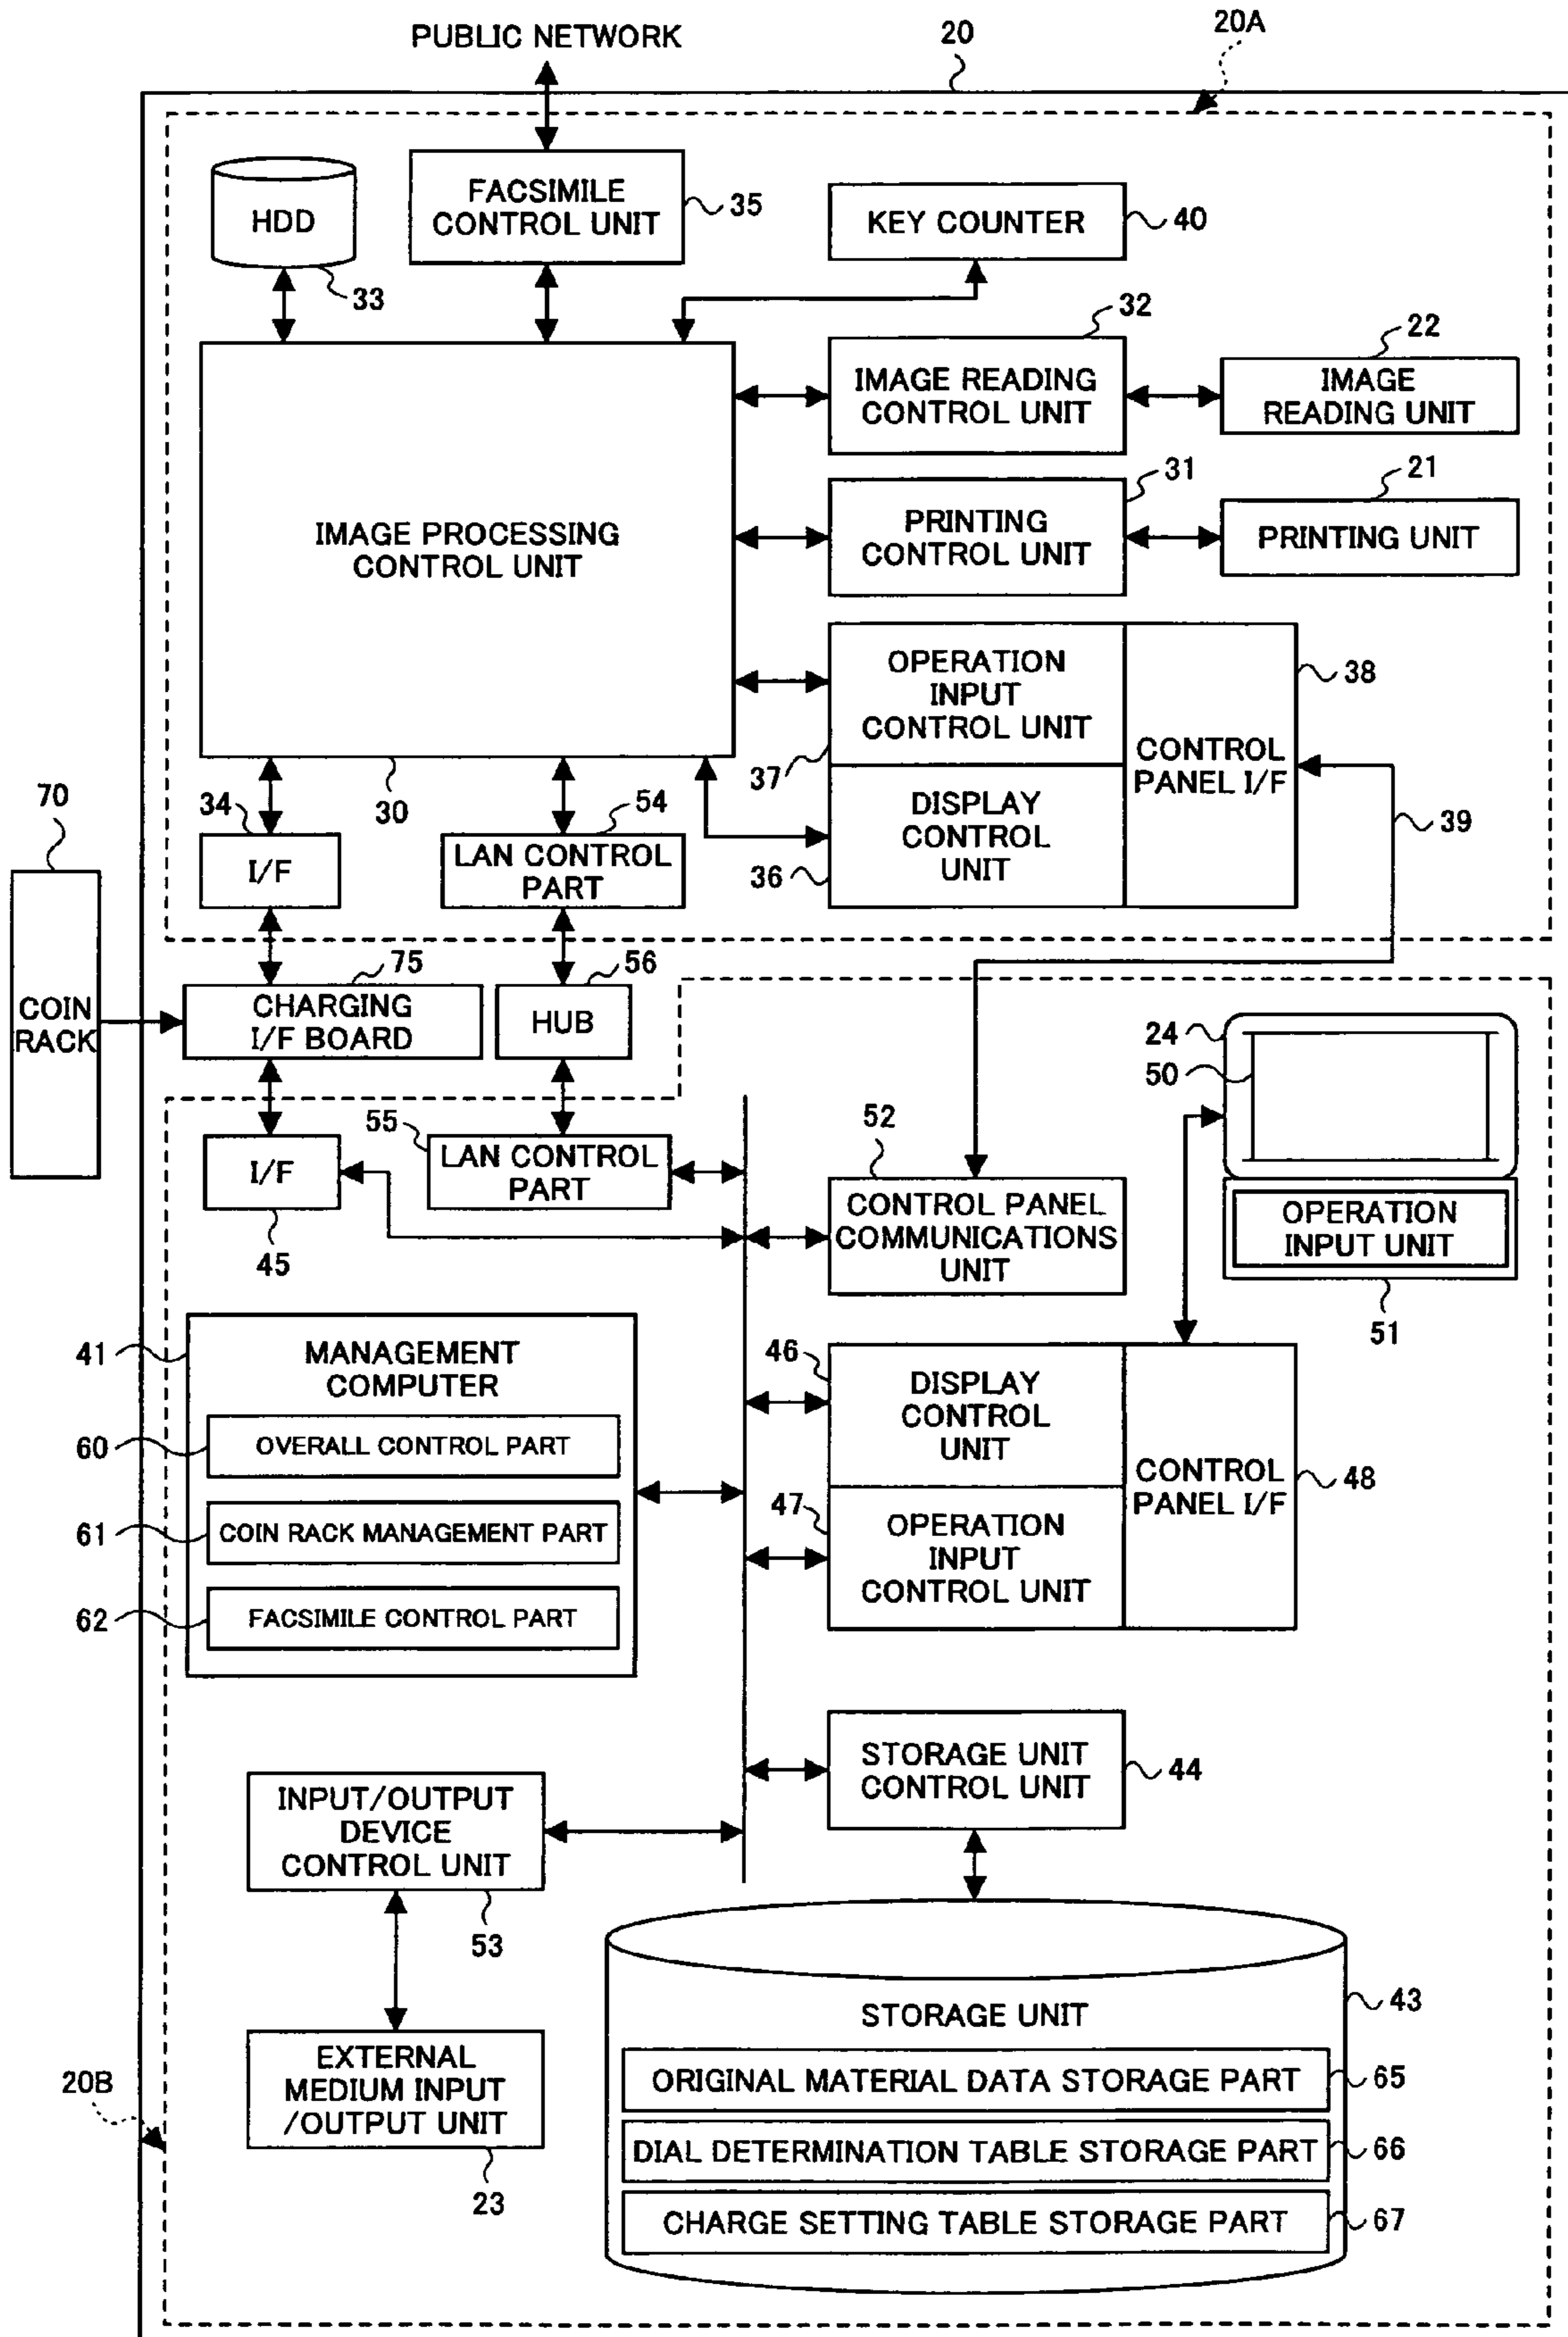 PUBLIC NETWORK
20
20A
HDD
33
FACSIMILE
CONTROL UNIT
35
KEY COUNTER
40
32
IMAGE READING
CONTROL UNIT
22
IMAGE
READING UNIT
IMAGE PROCESSING
CONTROL UNIT
30
31
PRINTING
CONTROL UNIT
21
PRINTING UNIT
OPERATION
INPUT
CONTROL UNIT
37
DISPLAY
CONTROL
UNIT
36
CONTROL
PANEL I/F
38
39
34
I/F
54
LAN CONTROL
PART
70
COIN
RACK
75
CHARGING
I/F BOARD
56
HUB
I/F
45
55
LAN CONTROL
PART
52
CONTROL PANEL
COMMUNICATIONS
UNIT
24
50
OPERATION
INPUT UNIT
51
41
MANAGEMENT
COMPUTER
60
OVERALL CONTROL PART
61
COIN RACK MANAGEMENT PART
62
FACSIMILE CONTROL PART
46
DISPLAY
CONTROL
UNIT
47
OPERATION
INPUT
CONTROL UNIT
CONTROL
PANEL I/F
48
STORAGE UNIT
CONTROL UNIT
44
INPUT/OUTPUT
DEVICE
CONTROL UNIT
53
EXTERNAL
MEDIUM INPUT
/OUTPUT UNIT
23
20B
STORAGE UNIT
43
ORIGINAL MATERIAL DATA STORAGE PART
65
DIAL DETERMINATION TABLE STORAGE PART
66
CHARGE SETTING TABLE STORAGE PART
67